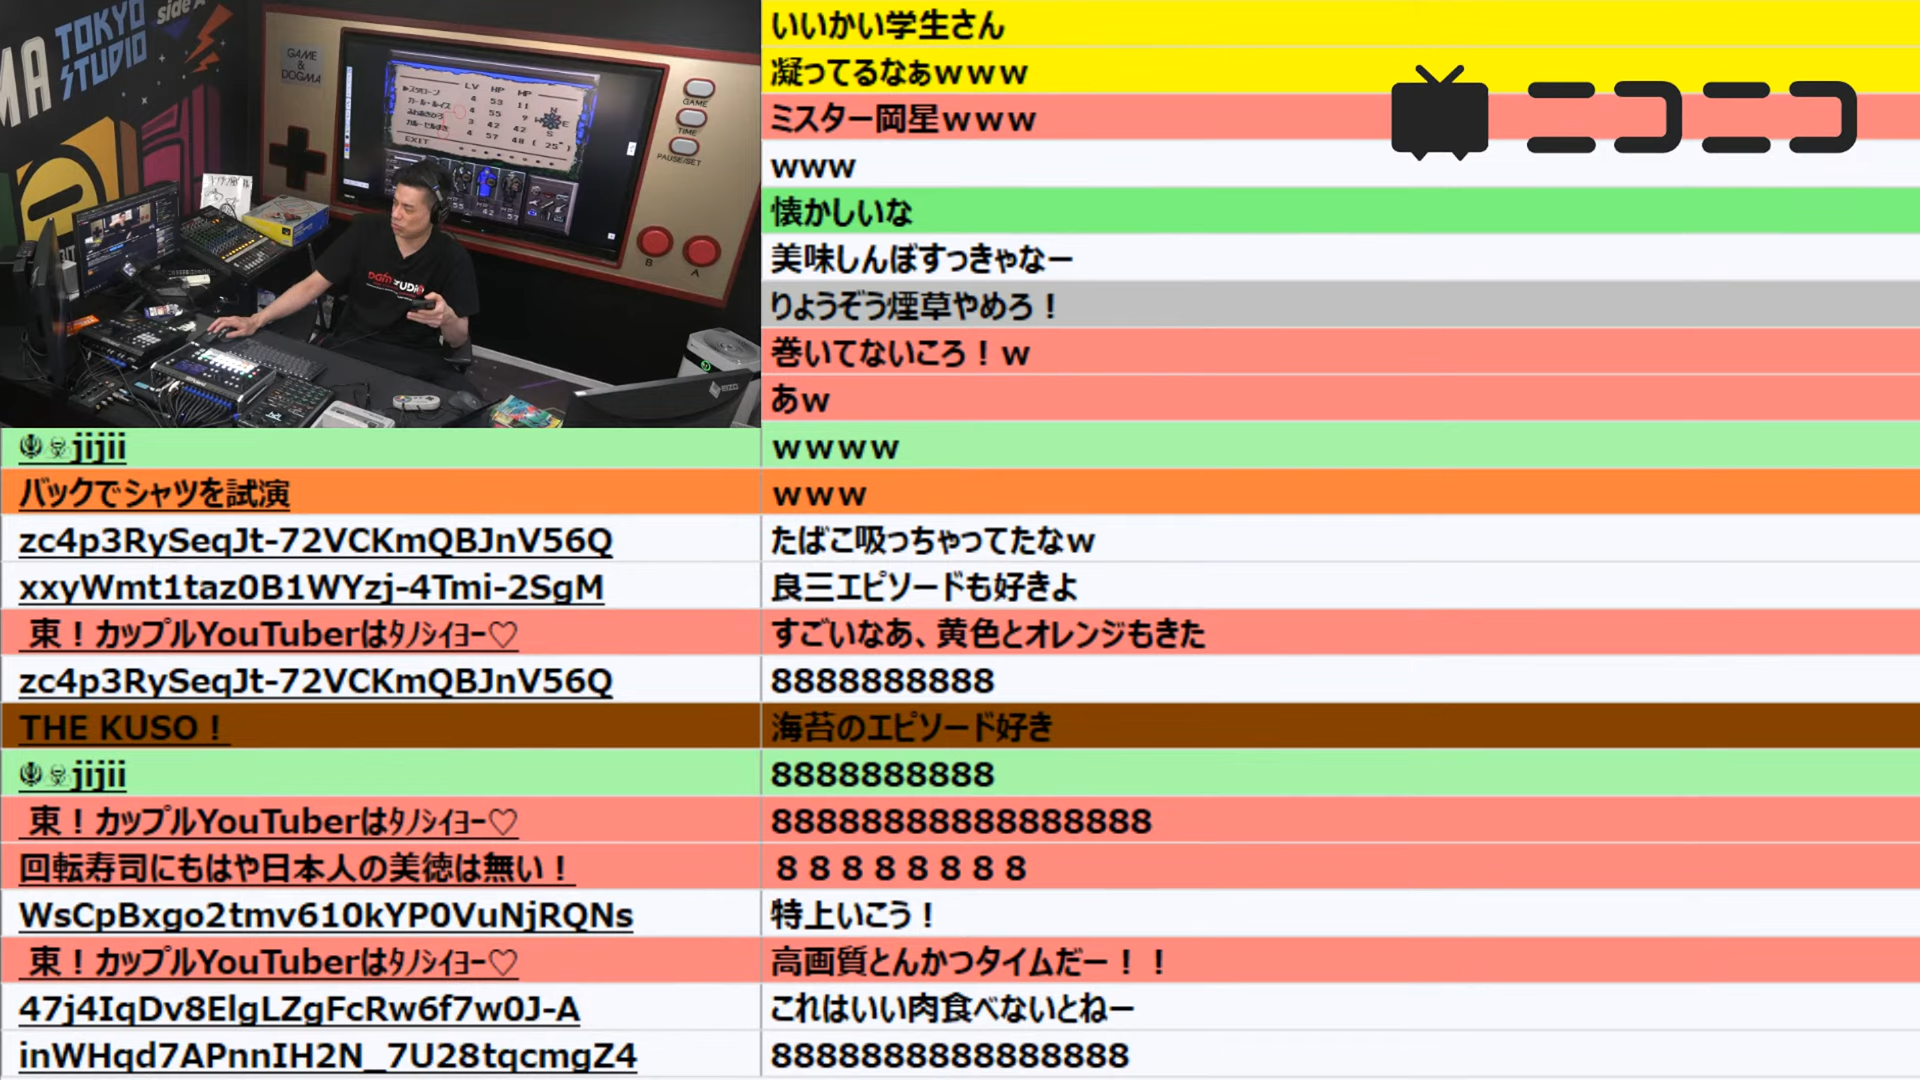 side A
TOKYO
STUDIO
MA
GAME
&
DOGMA
LV HP MP
EXIT
N
W E
S
GAME
TIME
PAUSE/SET
B A
EIZO
ニコニコ
いいかい学生さん
凝ってるなぁｗｗｗ
ミスター岡星ｗｗｗ
www
懐かしいな
美味しんぼすっきゃなー
りょうぞう煙草やめろ！
巻いてないころ！ｗ
あw
jijii ｗｗｗｗ
バックでシャツを試演 ｗｗｗ
zc4p3RySeqJt-72VCKmQBJnV56Q たばこ吸っちゃってたなｗ
xxyWmt1taz0B1WYzj-4Tmi-2SgM 良三エピソードも好きよ
東！カップルYouTuberはﾀﾉｼｲﾖｰ♡ すごいなあ、黄色とオレンジもきた
zc4p3RySeqJt-72VCKmQBJnV56Q 8888888888
THE KUSO！ 海苔のエピソード好き
jijii 8888888888
東！カップルYouTuberはﾀﾉｼｲﾖｰ♡ 88888888888888888
回転寿司にもはや日本人の美徳は無い！ ８８８８８８８８
WsCpBxgo2tmv610kYP0VuNjRQNs 特上いこう！
東！カップルYouTuberはﾀﾉｼｲﾖｰ♡ 高画質とんかつタイムだー！！
47j4IqDv8ElgLZgFcRw6f7w0J-A これはいい肉食べないとねー
inWHqd7APnnIH2N_7U28tqcmgZ4 8888888888888888